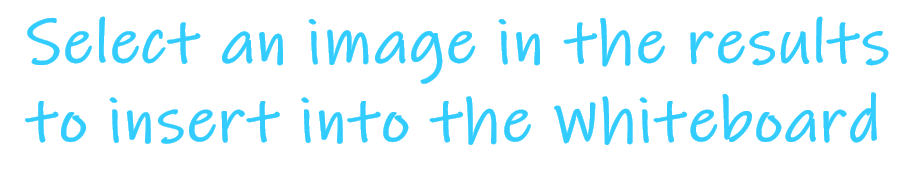 Select an image in the results
to insert into the Whiteboard